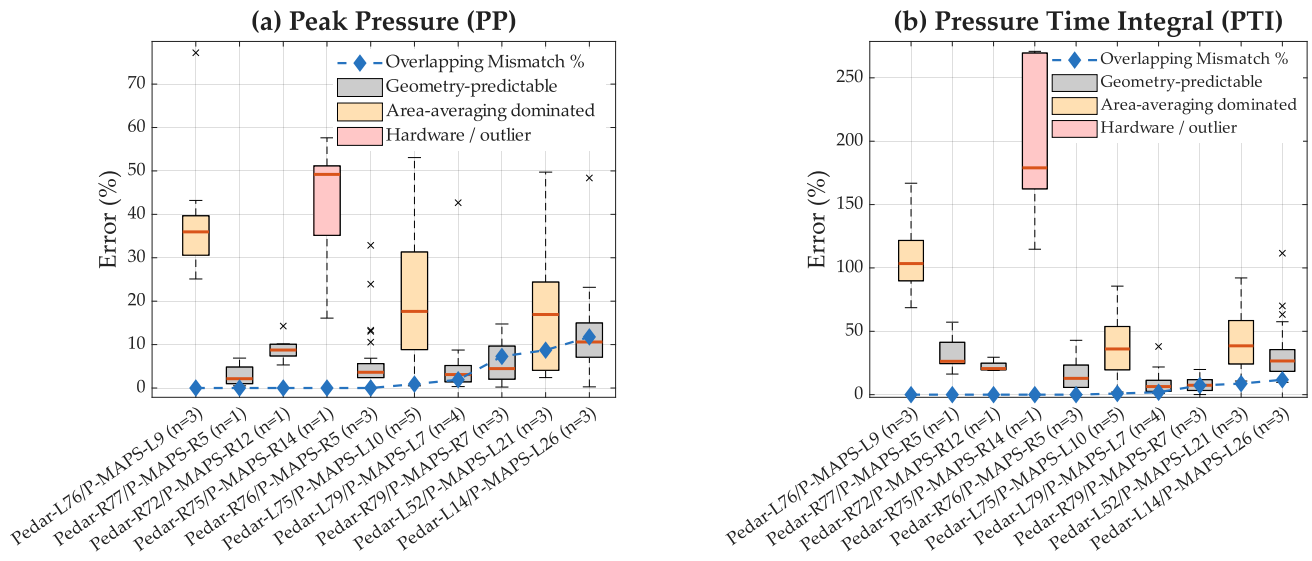 (a) Peak Pressure (PP)
Overlapping Mismatch %
Geometry-predictable
Area-averaging dominated
Hardware / outlier
Error (%)
70
60
50
40
30
20
10
0
Pedar-L76/P-MAPS-L9 (n=3)
Pedar-R77/P-MAPS-R5 (n=1)
Pedar-R72/P-MAPS-R12 (n=1)
Pedar-R75/P-MAPS-R14 (n=1)
Pedar-R76/P-MAPS-R5 (n=3)
Pedar-L75/P-MAPS-L10 (n=5)
Pedar-L79/P-MAPS-L7 (n=4)
Pedar-R79/P-MAPS-R7 (n=3)
Pedar-L52/P-MAPS-L21 (n=3)
Pedar-L14/P-MAPS-L26 (n=3)
(b) Pressure Time Integral (PTI)
Overlapping Mismatch %
Geometry-predictable
Area-averaging dominated
Hardware / outlier
Error (%)
250
200
150
100
50
0
Pedar-L76/P-MAPS-L9 (n=3)
Pedar-R77/P-MAPS-R5 (n=1)
Pedar-R72/P-MAPS-R12 (n=1)
Pedar-R75/P-MAPS-R14 (n=1)
Pedar-R76/P-MAPS-R5 (n=3)
Pedar-L75/P-MAPS-L10 (n=5)
Pedar-L79/P-MAPS-L7 (n=4)
Pedar-R79/P-MAPS-R7 (n=3)
Pedar-L52/P-MAPS-L21 (n=3)
Pedar-L14/P-MAPS-L26 (n=3)